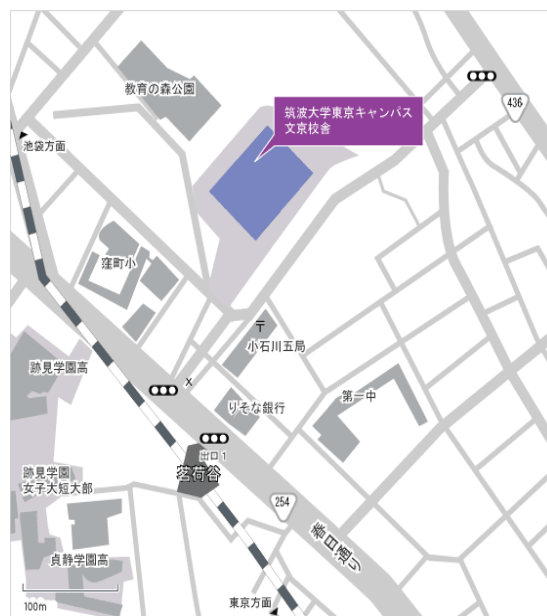 教育の森公園
436
筑波大学東京キャンパス
文京校舎
池袋方面
窪町小
〒
小石川五局
跡見学園高
x
りそな銀行
第一中
出口1
茗荷谷
跡見学園
女子大短大部
254
春日通り
貞静学園高
100m
東京方面